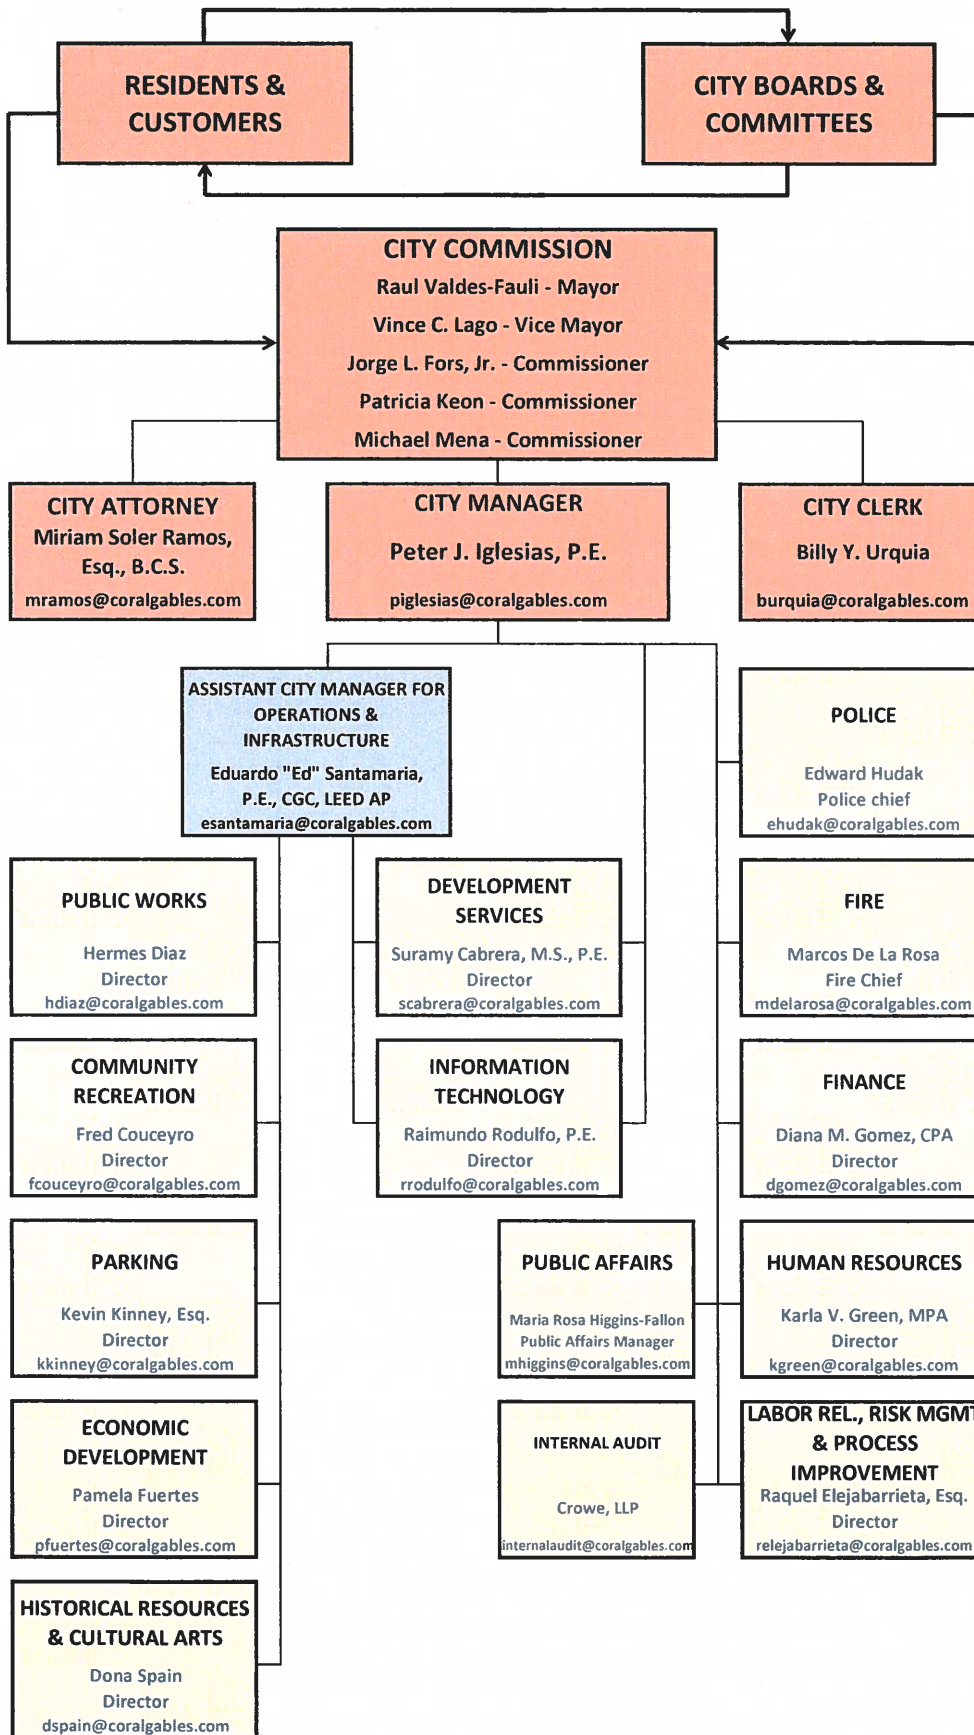 RESIDENTS &
CUSTOMERS
CITY BOARDS &
COMMITTEES
CITY COMMISSION
Raul Valdes-Fauli - Mayor
Vince C. Lago - Vice Mayor
Jorge L. Fors, Jr. - Commissioner
Patricia Keon - Commissioner
Michael Mena - Commissioner
CITY ATTORNEY
Miriam Soler Ramos,
Esq., B.C.S.
mramos@coralgables.com
CITY MANAGER
Peter J. Iglesias, P.E.
piglesias@coralgables.com
CITY CLERK
Billy Y. Urquia
burquia@coralgables.com
ASSISTANT CITY MANAGER FOR
OPERATIONS &
INFRASTRUCTURE
Eduardo "Ed" Santamaria,
P.E., CGC, LEED AP
esantamaria@coralgables.com
POLICE
Edward Hudak
Police chief
ehudak@coralgables.com
PUBLIC WORKS
Hermes Diaz
Director
hdiaz@coralgables.com
DEVELOPMENT
SERVICES
Suramy Cabrera, M.S., P.E.
Director
scabrera@coralgables.com
FIRE
Marcos De La Rosa
Fire Chief
mdelarosa@coralgables.com
COMMUNITY
RECREATION
Fred Couceyro
Director
fcouceyro@coralgables.com
INFORMATION
TECHNOLOGY
Raimundo Rodulfo, P.E.
Director
rrodulfo@coralgables.com
FINANCE
Diana M. Gomez, CPA
Director
dgomez@coralgables.com
PARKING
Kevin Kinney, Esq.
Director
kkinney@coralgables.com
PUBLIC AFFAIRS
Maria Rosa Higgins-Fallon
Public Affairs Manager
mhiggins@coralgables.com
HUMAN RESOURCES
Karla V. Green, MPA
Director
kgreen@coralgables.com
ECONOMIC
DEVELOPMENT
Pamela Fuertes
Director
pfuertes@coralgables.com
INTERNAL AUDIT
Crowe, LLP
internalaudit@coralgables.com
LABOR REL., RISK MGMT
& PROCESS
IMPROVEMENT
Raquel Elejabarrieta, Esq.
Director
relejabarrieta@coralgables.com
HISTORICAL RESOURCES
& CULTURAL ARTS
Dona Spain
Director
dspain@coralgables.com